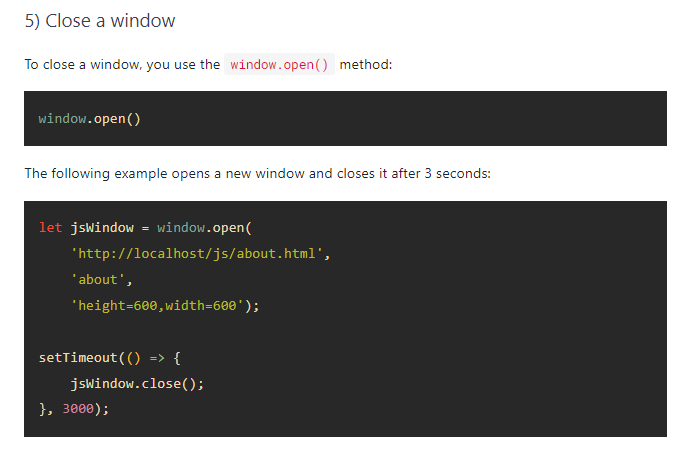 5) Close a window
To close a window, you use the window.open() method:
window.open()
The following example opens a new window and closes it after 3 seconds:
let jsWindow = window.open(
    'http://localhost/js/about.html',
    'about',
    'height=600,width=600');
setTimeout(() => {
    jsWindow.close();
}, 3000);